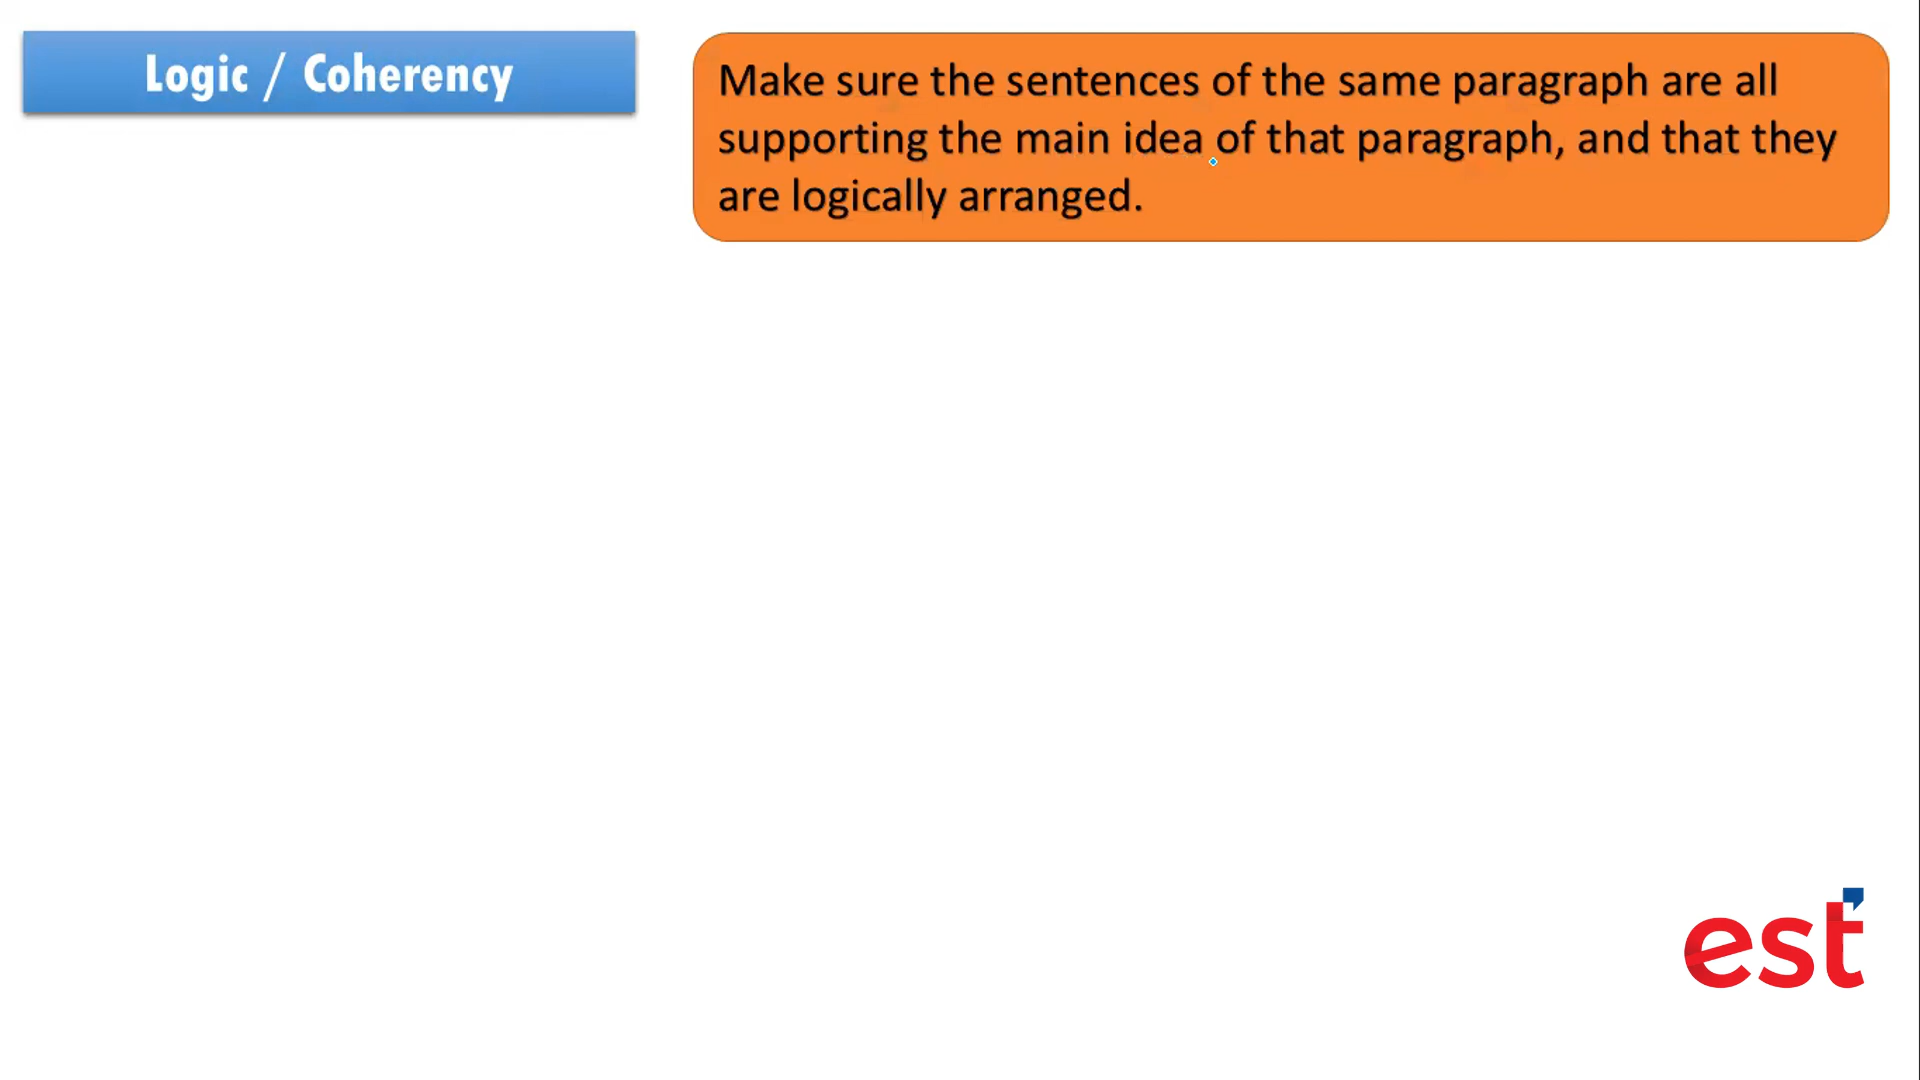 Logic / Coherency
Make sure the sentences of the same paragraph are all
supporting the main idea of that paragraph, and that they
are logically arranged.
est